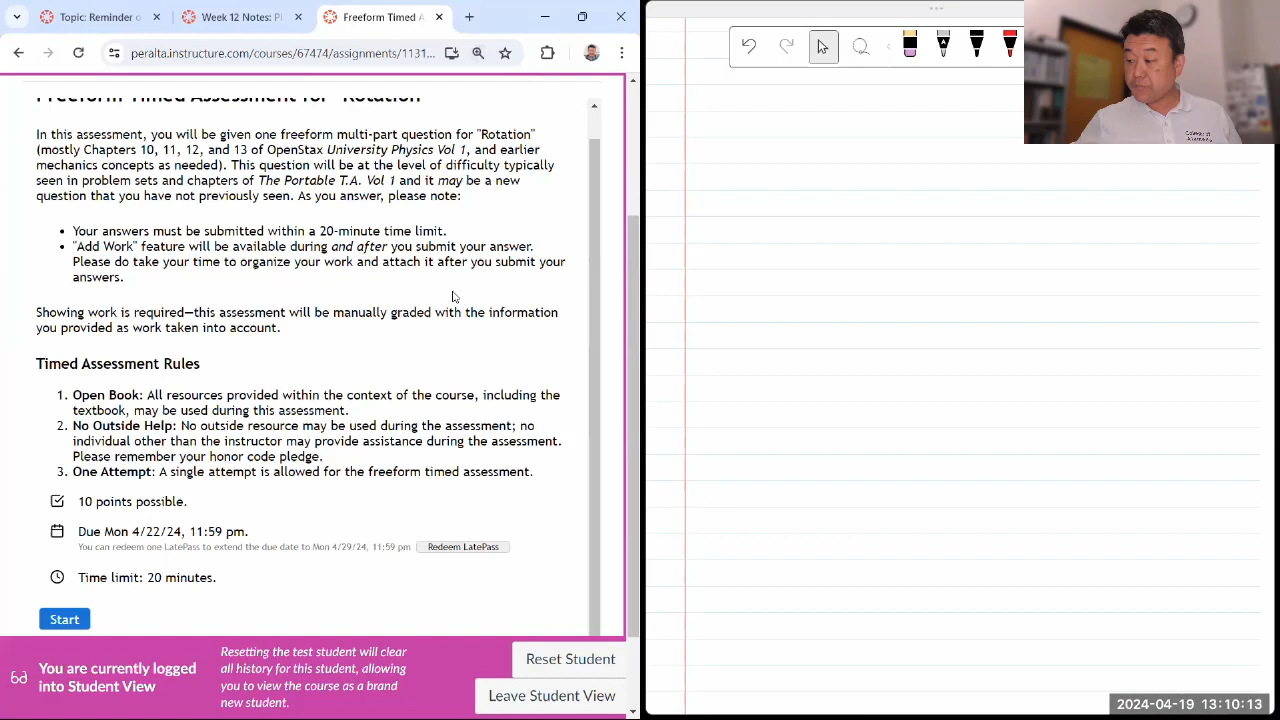 Topic: Reminder o
Week 12 Notes: Pi
Freeform Timed A
peralta.instructure.com/courses/
74/assignments/1131...
Freeform Timed Assessment for "Rotation"
In this assessment, you will be given one freeform multi-part question for "Rotation"
(mostly Chapters 10, 11, 12, and 13 of OpenStax University Physics Vol 1, and earlier
mechanics concepts as needed). This question will be at the level of difficulty typically
seen in problem sets and chapters of The Portable T.A. Vol 1 and it may be a new
question that you have not previously seen. As you answer, please note:
• Your answers must be submitted within a 20-minute time limit.
• "Add Work" feature will be available during and after you submit your answer.
Please do take your time to organize your work and attach it after you submit your
answers.
Showing work is required—this assessment will be manually graded with the information
you provided as work taken into account.
Timed Assessment Rules
1. Open Book: All resources provided within the context of the course, including the
textbook, may be used during this assessment.
2. No Outside Help: No outside resource may be used during the assessment; no
individual other than the instructor may provide assistance during the assessment.
Please remember your honor code pledge.
3. One Attempt: A single attempt is allowed for the freeform timed assessment.
10 points possible.
Due Mon 4/22/24, 11:59 pm.
You can redeem one LatePass to extend the due date to Mon 4/29/24, 11:59 pm Redeem LatePass
Time limit: 20 minutes.
Start
You are currently logged
into Student View
Resetting the test student will clear
all history for this student, allowing
you to view the course as a brand
new student.
Reset Student
Leave Student View
2024-04-19 13:10:13